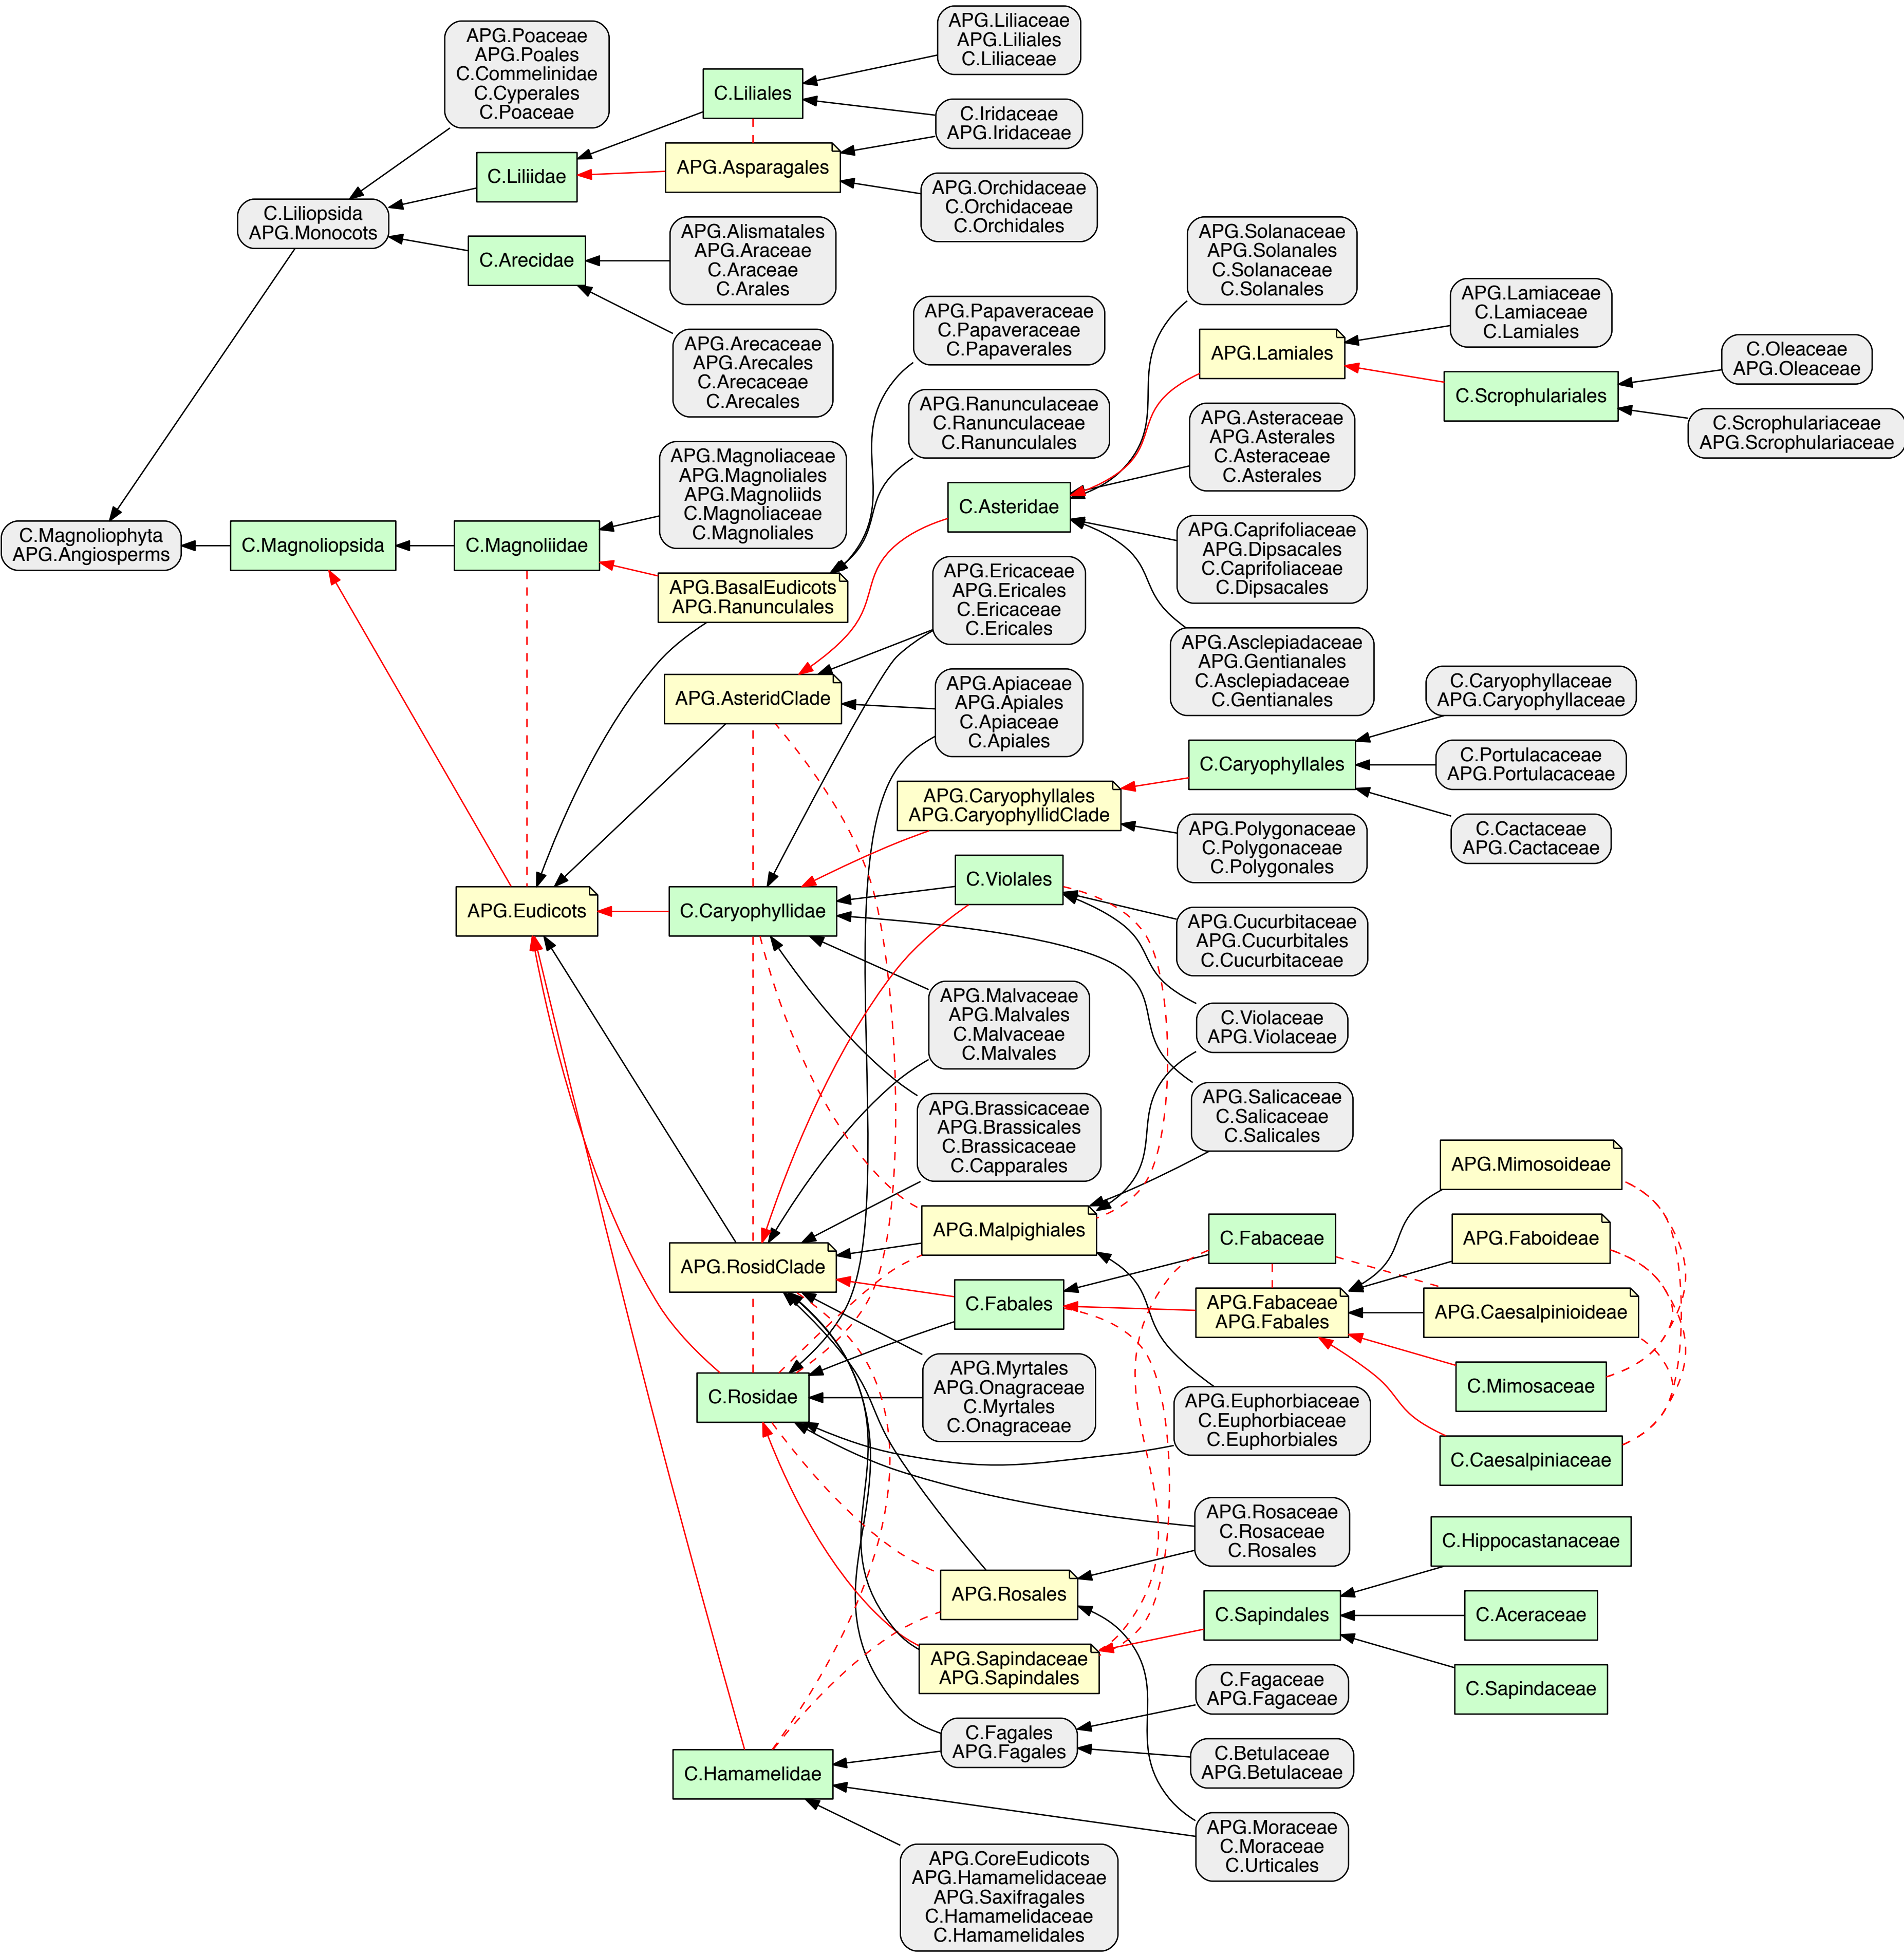 APG.Poaceae
APG.Poales
C.Commelinidae
C.Cyperales
C.Poaceae
C.Liliales
APG.Liliaceae
APG.Liliales
C.Liliaceae
C.Iridaceae
APG.Iridaceae
C.Liliidae
APG.Asparagales
APG.Orchidaceae
C.Orchidaceae
C.Orchidales
C.Liliopsida
APG.Monocots
C.Arecidae
APG.Alismatales
APG.Araceae
C.Araceae
C.Arales
APG.Arecaceae
APG.Arecales
C.Arecaceae
C.Arecales
APG.Papaveraceae
C.Papaveraceae
C.Papaverales
APG.Ranunculaceae
C.Ranunculaceae
C.Ranunculales
APG.Solanaceae
APG.Solanales
C.Solanaceae
C.Solanales
APG.Lamiales
APG.Lamiaceae
C.Lamiaceae
C.Lamiales
C.Scrophulariales
C.Oleaceae
APG.Oleaceae
C.Scrophulariaceae
APG.Scrophulariaceae
APG.Asteraceae
APG.Asterales
C.Asteraceae
C.Asterales
C.Magnoliophyta
APG.Angiosperms
C.Magnoliopsida
C.Magnoliidae
APG.Magnoliaceae
APG.Magnoliales
APG.Magnoliids
C.Magnoliaceae
C.Magnoliales
C.Asteridae
APG.Caprifoliaceae
APG.Dipsacales
C.Caprifoliaceae
C.Dipsacales
APG.BasalEudicots
APG.Ranunculales
APG.Ericaceae
APG.Ericales
C.Ericaceae
C.Ericales
APG.Asclepiadaceae
APG.Gentianales
C.Asclepiadaceae
C.Gentianales
APG.AsteridClade
APG.Apiaceae
APG.Apiales
C.Apiaceae
C.Apiales
C.Caryophyllaceae
APG.Caryophyllaceae
C.Caryophyllales
C.Portulacaceae
APG.Portulacaceae
APG.Caryophyllales
APG.CaryophyllidClade
APG.Polygonaceae
C.Polygonaceae
C.Polygonales
C.Cactaceae
APG.Cactaceae
APG.Eudicots
C.Caryophyllidae
C.Violales
APG.Cucurbitaceae
APG.Cucurbitales
C.Cucurbitaceae
APG.Malvaceae
APG.Malvales
C.Malvaceae
C.Malvales
C.Violaceae
APG.Violaceae
APG.Brassicaceae
APG.Brassicales
C.Brassicaceae
C.Capparales
APG.Salicaceae
C.Salicaceae
C.Salicales
APG.Mimosoideae
APG.RosidClade
APG.Malpighiales
C.Fabaceae
APG.Faboideae
C.Fabales
APG.Fabaceae
APG.Fabales
APG.Caesalpinioideae
C.Rosidae
APG.Myrtales
APG.Onagraceae
C.Myrtales
C.Onagraceae
APG.Euphorbiaceae
C.Euphorbiaceae
C.Euphorbiales
C.Mimosaceae
C.Caesalpiniaceae
APG.Rosaceae
C.Rosaceae
C.Rosales
C.Hippocastanaceae
APG.Rosales
C.Sapindales
C.Aceraceae
APG.Sapindaceae
APG.Sapindales
C.Sapindaceae
C.Fagaceae
APG.Fagaceae
C.Fagales
APG.Fagales
C.Betulaceae
APG.Betulaceae
C.Hamamelidae
APG.Moraceae
C.Moraceae
C.Urticales
APG.CoreEudicots
APG.Hamamelidaceae
APG.Saxifragales
C.Hamamelidaceae
C.Hamamelidales